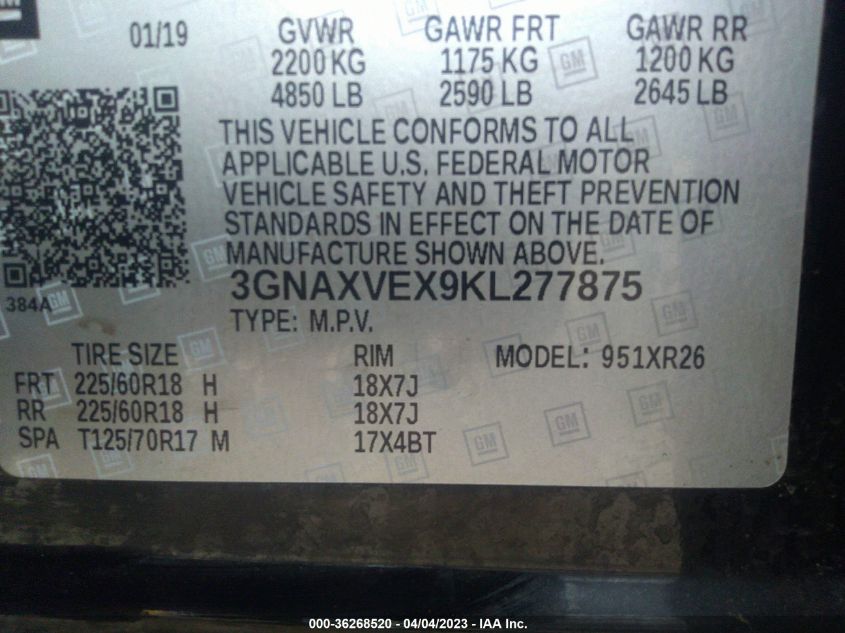 GM
01/19 GVWR GAWR FRT GAWR RR
2200 KG 1175 KG 1200 KG
4850 LB 2590 LB 2645 LB
THIS VEHICLE CONFORMS TO ALL
APPLICABLE U.S. FEDERAL MOTOR
VEHICLE SAFETY AND THEFT PREVENTION
STANDARDS IN EFFECT ON THE DATE OF
MANUFACTURE SHOWN ABOVE.
3GNAXVEX9KL277875
384A
TYPE: M.P.V.
TIRE SIZE RIM MODEL: 951XR26
FRT 225/60R18 H 18X7J
RR 225/60R18 H 18X7J
SPA T125/70R17 M 17X4BT
000-36268520 - 04/04/2023 - IAA Inc.